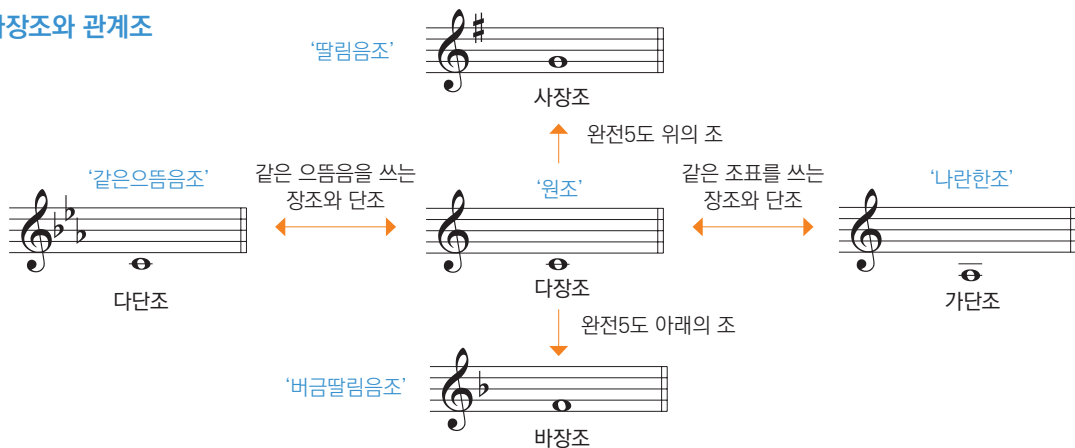 다장조와 관계조
‘딸림음조’
사장조
완전5도 위의 조
‘같은으뜸음조’
같은 으뜸음을 쓰는
장조와 단조
‘원조’
같은 조표를 쓰는
장조와 단조
‘나란한조’
다단조
다장조
가단조
완전5도 아래의 조
‘버금딸림음조’
바장조